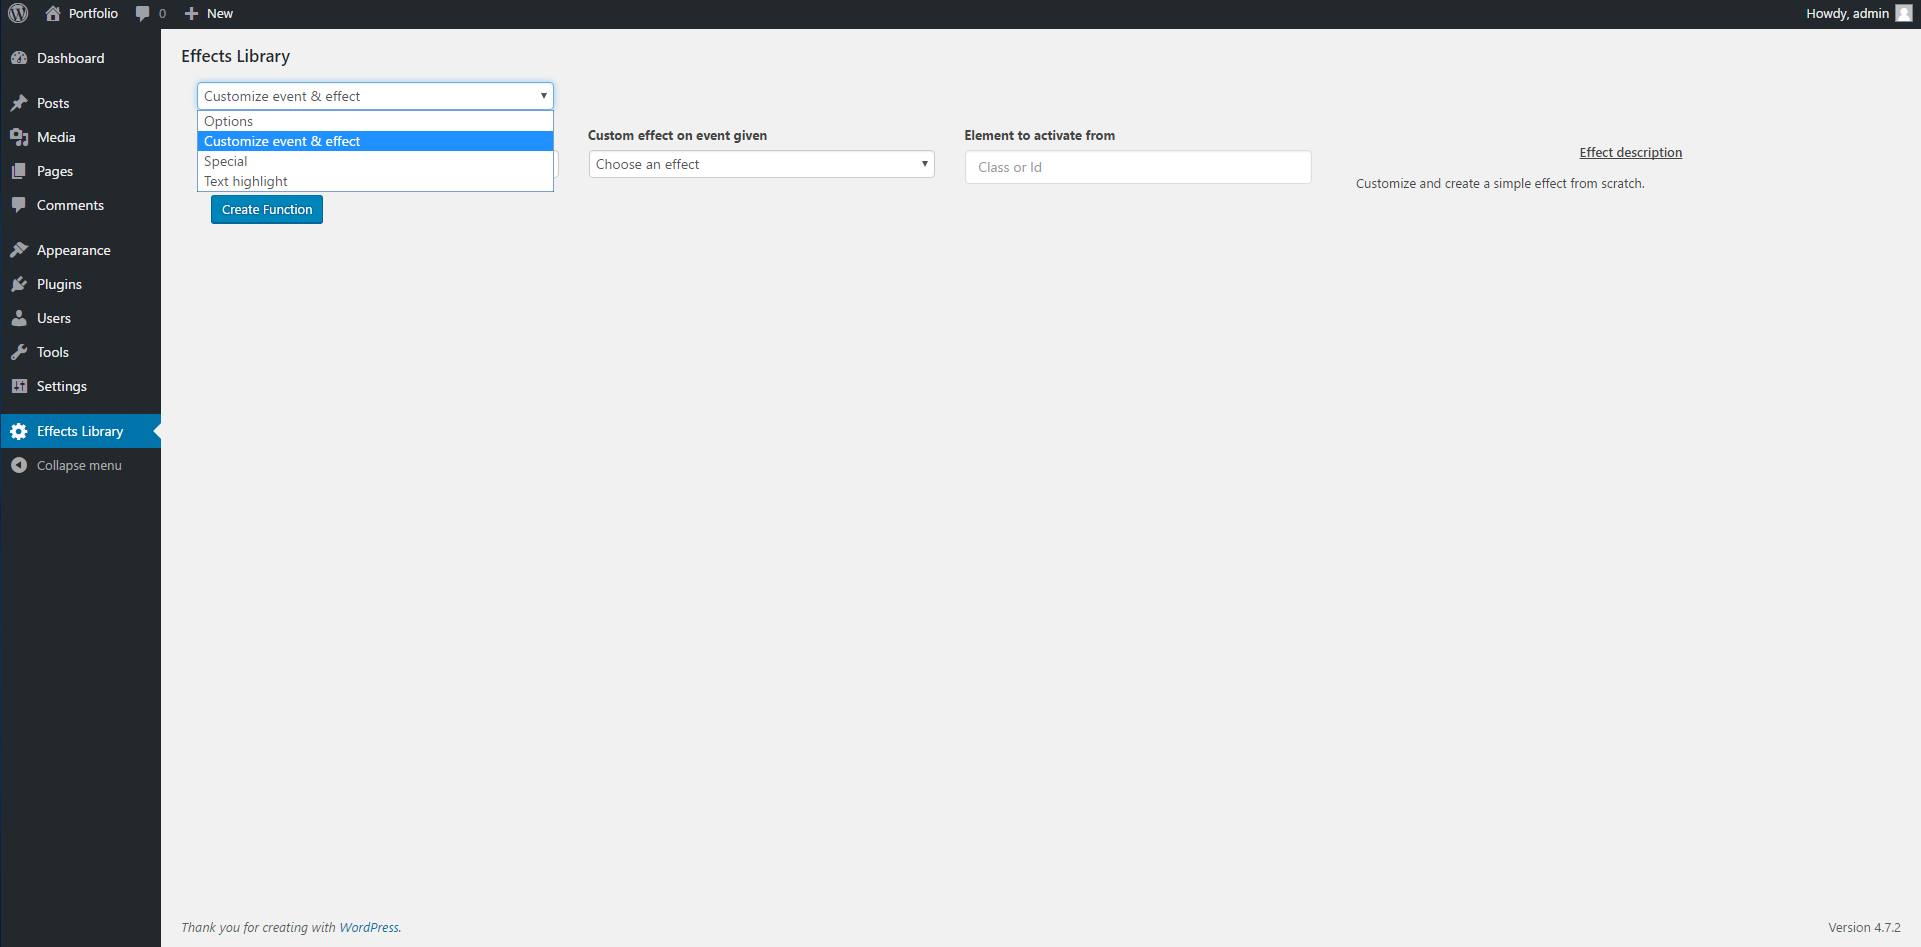 Portfolio
0
New
Howdy, admin
Dashboard
Posts
Media
Pages
Comments
Appearance
Plugins
Users
Tools
Settings
Effects Library
Collapse menu
Effects Library
Customize event & effect
Options
Customize event & effect
Special
Text highlight
Custom effect on event given
Choose an effect
Element to activate from
Class or Id
Effect description
Customize and create a simple effect from scratch.
Create Function
Thank you for creating with WordPress.
Version 4.7.2